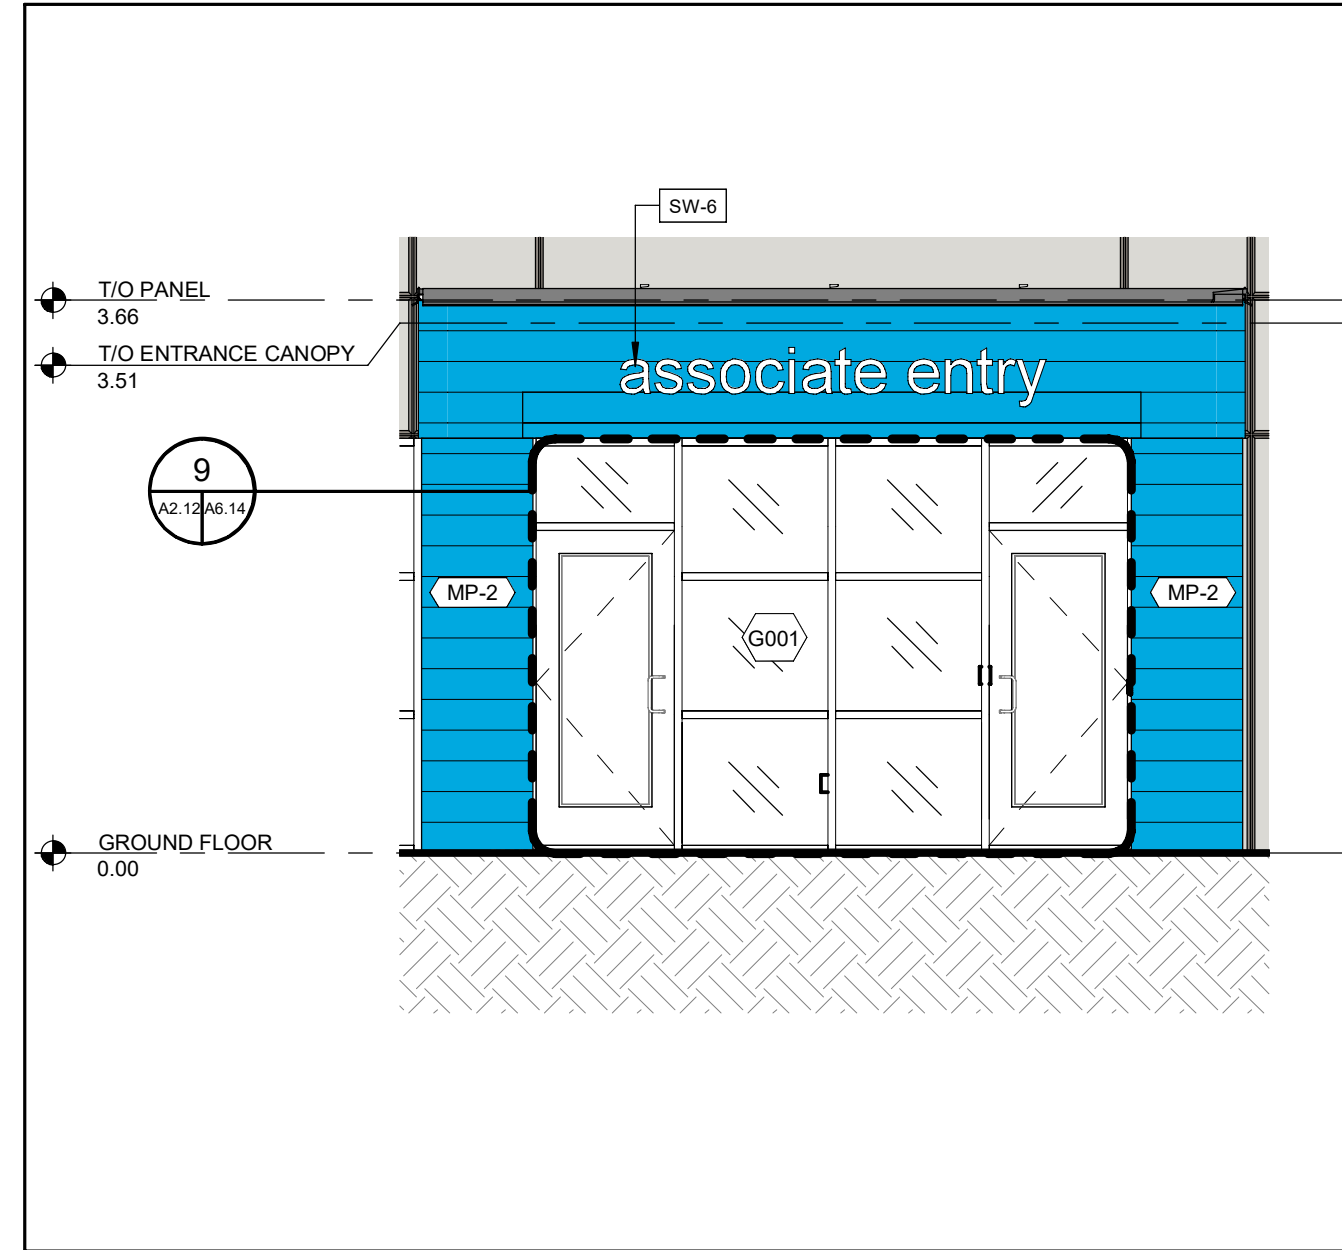 SW-6
T/O PANEL
3.66
T/O ENTRANCE CANOPY
3.51
associate entry
9
A2.12 A6.14
MP-2
MP-2
G001
GROUND FLOOR
0.00